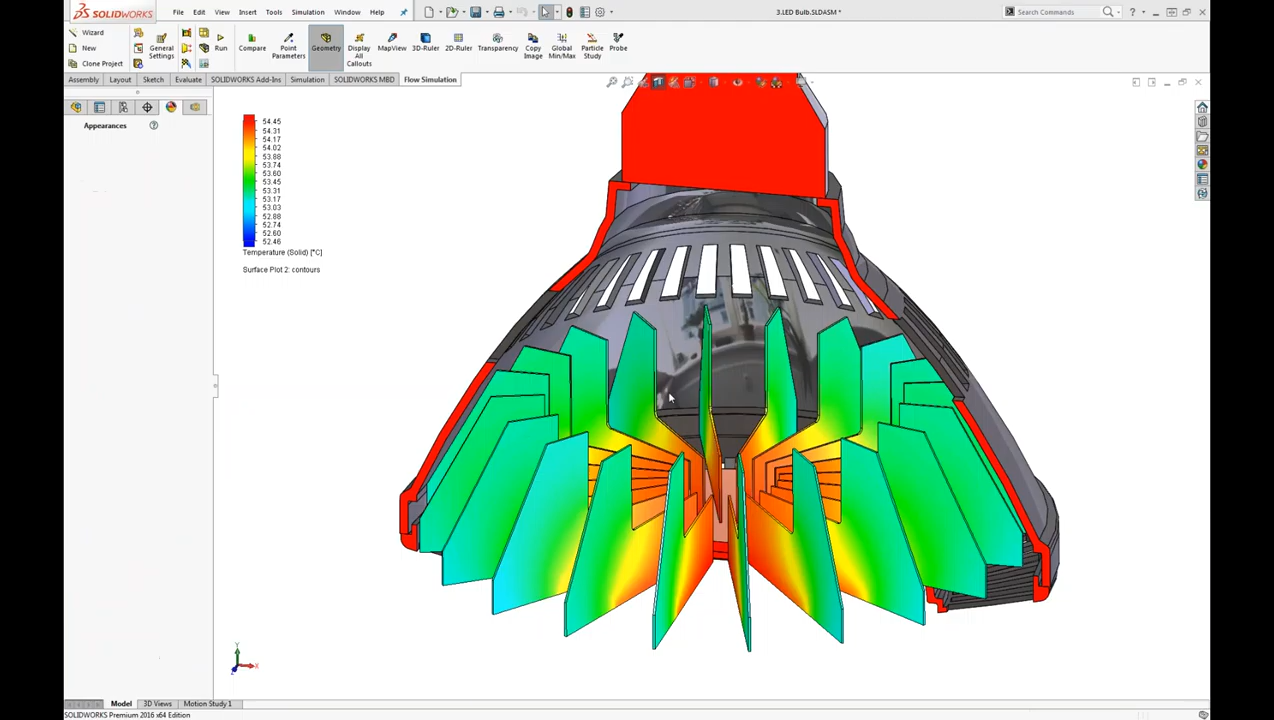 SOLIDWORKS File View Insert Tools Simulation Window Help 3.LED Bulb.SLDASM * Search Commands
Wizard
New
Clone Project
General Settings
Run
Compare
Point Parameters
Geometry
Display All Callouts
MapView
3D-Ruler
2D-Ruler
Transparency
Copy Image
Global Min/Max
Particle Study
Probe
Assembly Layout Sketch Evaluate SOLIDWORKS Add-Ins Simulation SOLIDWORKS MBD Flow Simulation
Appearances
54.45
54.31
54.17
54.02
53.88
53.74
53.60
53.45
53.31
53.17
53.03
52.88
52.74
52.60
52.46
Temperature (Solid) [°C]
Surface Plot 2: contours
Y
X
Z
Model 3D Views Motion Study 1
SOLIDWORKS Premium 2016 x64 Edition